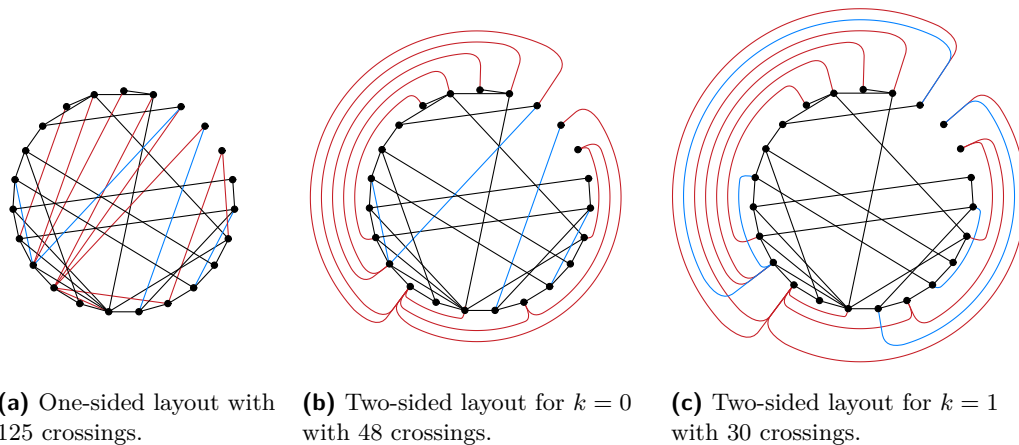 (a) One-sided layout with
125 crossings.
(b) Two-sided layout for k = 0
with 48 crossings.
(c) Two-sided layout for k = 1
with 30 crossings.